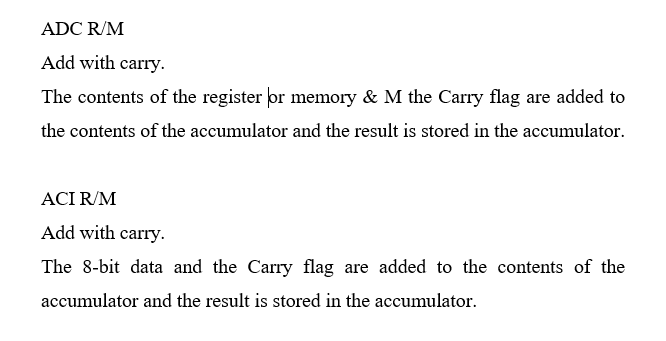 ADC R/M
Add with carry.
The contents of the register or memory & M the Carry flag are added to
the contents of the accumulator and the result is stored in the accumulator.
ACI R/M
Add with carry.
The 8-bit data and the Carry flag are added to the contents of the
accumulator and the result is stored in the accumulator.